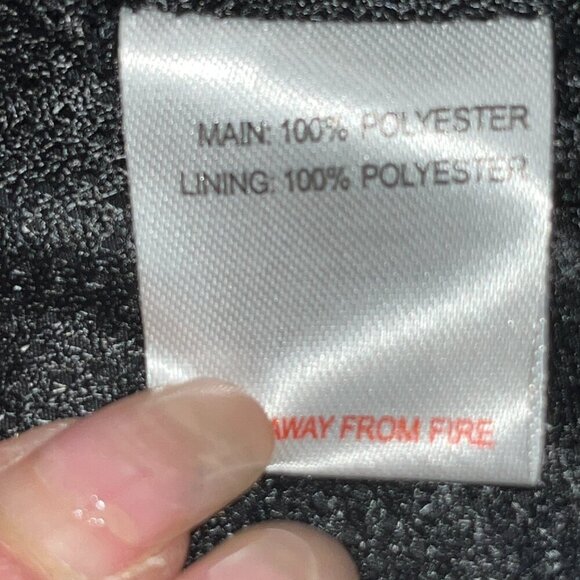 MAIN: 100% POLYESTER
LINING: 100% POLYESTER
AWAY FROM FIRE